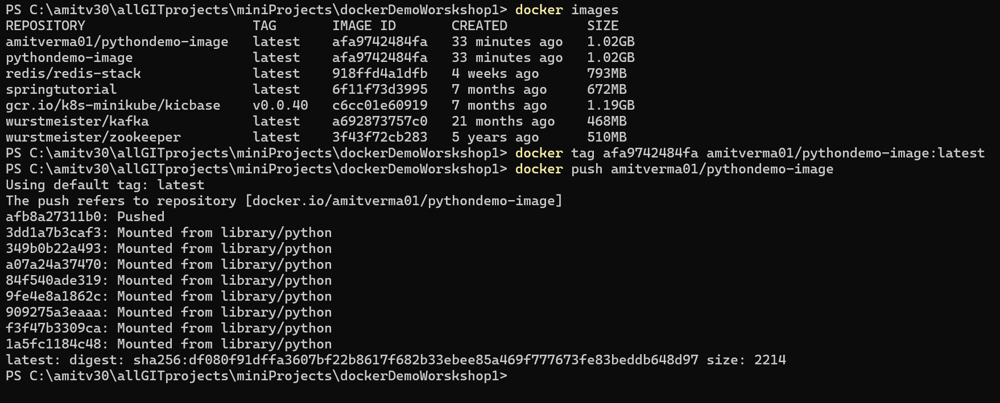 PS C:\amitv30\allGITprojects\miniProjects\dockerDemoWorskshop1> docker images
REPOSITORY                     TAG       IMAGE ID       CREATED          SIZE
amitverma01/pythondemo-image   latest    afa9742484fa   33 minutes ago   1.02GB
pythondemo-image               latest    afa9742484fa   33 minutes ago   1.02GB
redis/redis-stack              latest    918ffd4a1dfb   4 weeks ago      793MB
springtutorial                 latest    6f11f73d3995   7 months ago     672MB
gcr.io/k8s-minikube/kicbase    v0.0.40   c6cc01e60919   7 months ago     1.19GB
wurstmeister/kafka             latest    a692873757c0   21 months ago    468MB
wurstmeister/zookeeper         latest    3f43f72cb283   5 years ago      510MB
PS C:\amitv30\allGITprojects\miniProjects\dockerDemoWorskshop1> docker tag afa9742484fa amitverma01/pythondemo-image:latest
PS C:\amitv30\allGITprojects\miniProjects\dockerDemoWorskshop1> docker push amitverma01/pythondemo-image
Using default tag: latest
The push refers to repository [docker.io/amitverma01/pythondemo-image]
afb8a27311b0: Pushed
3dd1a7b3caf3: Mounted from library/python
349b0b22a493: Mounted from library/python
a07a24a37470: Mounted from library/python
84f540ade319: Mounted from library/python
9fe4e8a1862c: Mounted from library/python
909275a3eaaa: Mounted from library/python
f3f47b3309ca: Mounted from library/python
1a5fc1184c48: Mounted from library/python
latest: digest: sha256:df080f91dffa3607bf22b8617f682b33ebee85a469f777673fe83beddb648d97 size: 2214
PS C:\amitv30\allGITprojects\miniProjects\dockerDemoWorskshop1>